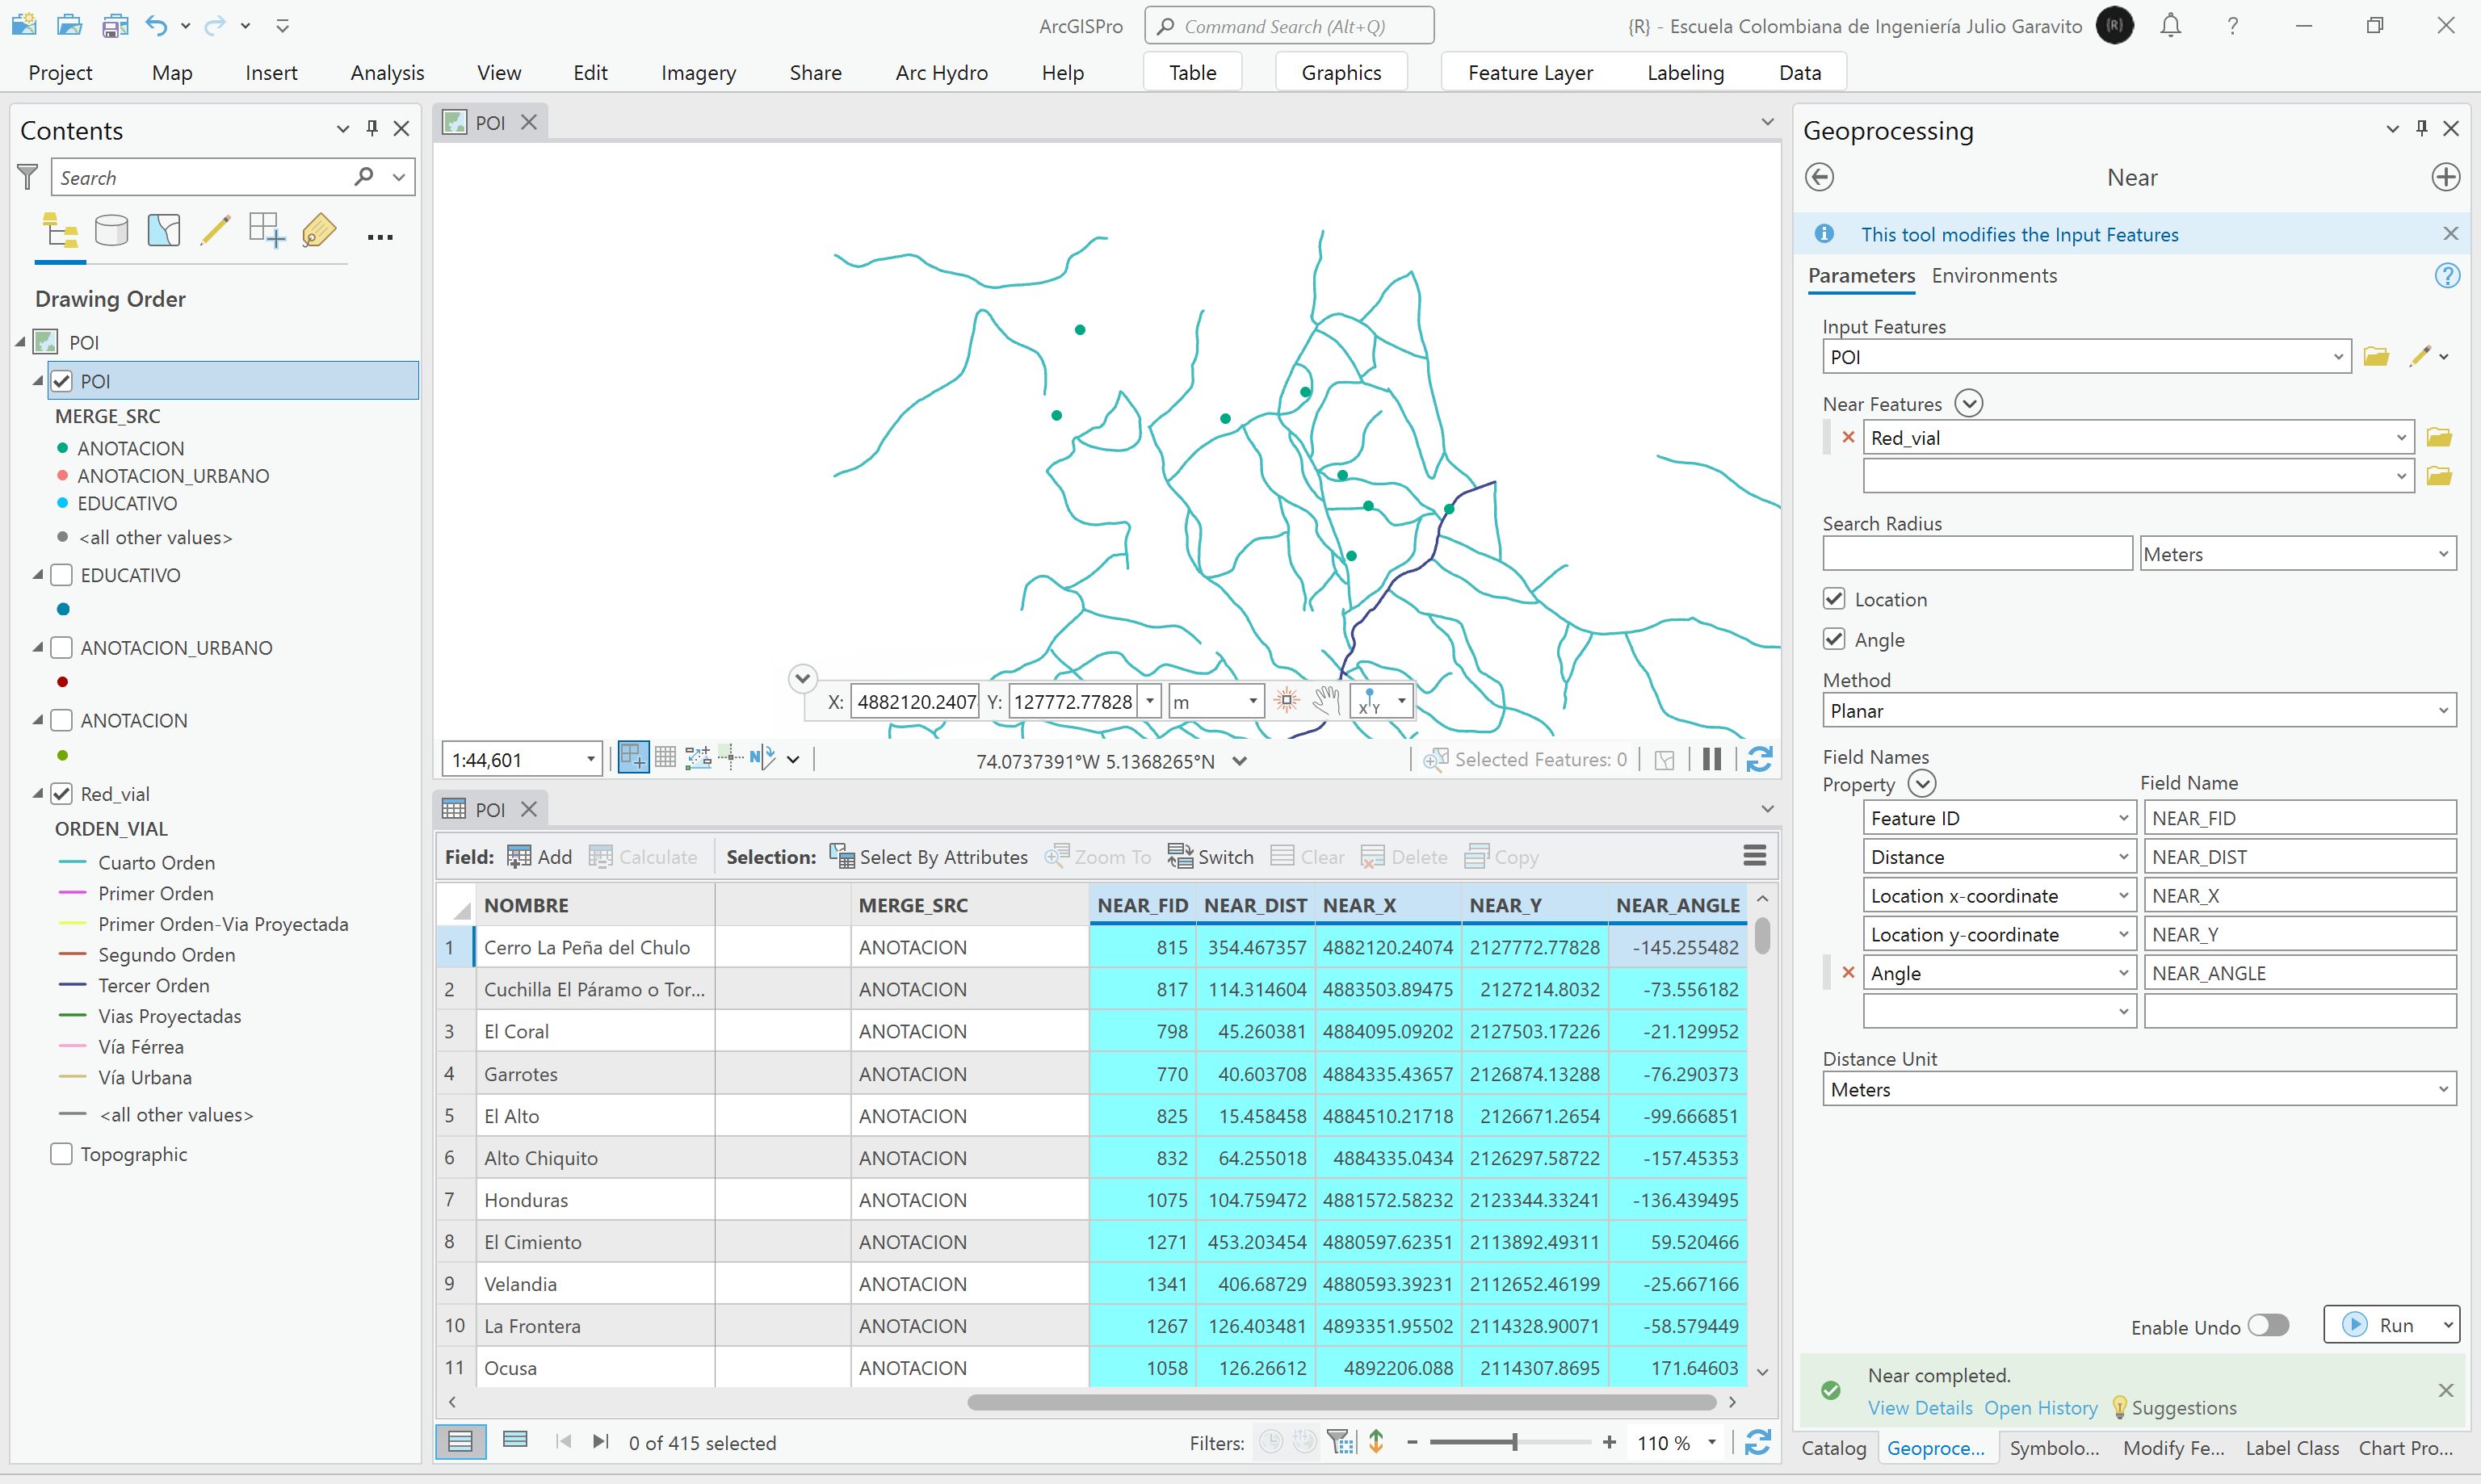 ArcGISPro
Command Search (Alt+Q)
{R} - Escuela Colombiana de Ingeniería Julio Garavito
{R}
Project Map Insert Analysis View Edit Imagery Share Arc Hydro Help Table Graphics Feature Layer Labeling Data
Contents
Search
Drawing Order
POI
POI
MERGE_SRC
ANOTACION
ANOTACION_URBANO
EDUCATIVO
<all other values>
EDUCATIVO
ANOTACION_URBANO
ANOTACION
Red_vial
ORDEN_VIAL
Cuarto Orden
Primer Orden
Primer Orden-Via Proyectada
Segundo Orden
Tercer Orden
Vias Proyectadas
Vía Férrea
Vía Urbana
<all other values>
Topographic
POI
X: 4882120.2407 Y: 127772.77828 m XY
1:44,601
N
74.0737391°W 5.1368265°N
Selected Features: 0
POI
Field: Add Calculate Selection: Select By Attributes Zoom To Switch Clear Delete Copy
NOMBRE MERGE_SRC NEAR_FID NEAR_DIST NEAR_X NEAR_Y NEAR_ANGLE
1 Cerro La Peña del Chulo ANOTACION 815 354.467357 4882120.24074 2127772.77828 -145.255482
2 Cuchilla El Páramo o Tor... ANOTACION 817 114.314604 4883503.89475 2127214.8032 -73.556182
3 El Coral ANOTACION 798 45.260381 4884095.09202 2127503.17226 -21.129952
4 Garrotes ANOTACION 770 40.603708 4884335.43657 2126874.13288 -76.290373
5 El Alto ANOTACION 825 15.458458 4884510.21718 2126671.2654 -99.666851
6 Alto Chiquito ANOTACION 832 64.255018 4884335.0434 2126297.58722 -157.45353
7 Honduras ANOTACION 1075 104.759472 4881572.58232 2123344.33241 -136.439495
8 El Cimiento ANOTACION 1271 453.203454 4880597.62351 2113892.49311 59.520466
9 Velandia ANOTACION 1341 406.68729 4880593.39231 2112652.46199 -25.667166
10 La Frontera ANOTACION 1267 126.403481 4893351.95502 2114328.90071 -58.579449
11 Ocusa ANOTACION 1058 126.26612 4892206.088 2114307.8695 171.64603
0 of 415 selected
Filters:
110 %
Geoprocessing
Near
This tool modifies the Input Features
Parameters Environments
Input Features
POI
Near Features
Red_vial
Search Radius
Meters
Location
Angle
Method
Planar
Field Names
Property Field Name
Feature ID NEAR_FID
Distance NEAR_DIST
Location x-coordinate NEAR_X
Location y-coordinate NEAR_Y
Angle NEAR_ANGLE
Distance Unit
Meters
Enable Undo
Run
Near completed.
View Details Open History Suggestions
Catalog Geoproce... Symbolo... Modify Fe... Label Class Chart Pro...